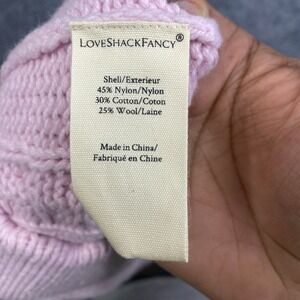 LOVESHACKFANCY®
Shell/Exterieur
45% Nylon/Nylon
30% Cotton/Coton
25% Wool/Laine
Made in China/
Fabriqué en Chine